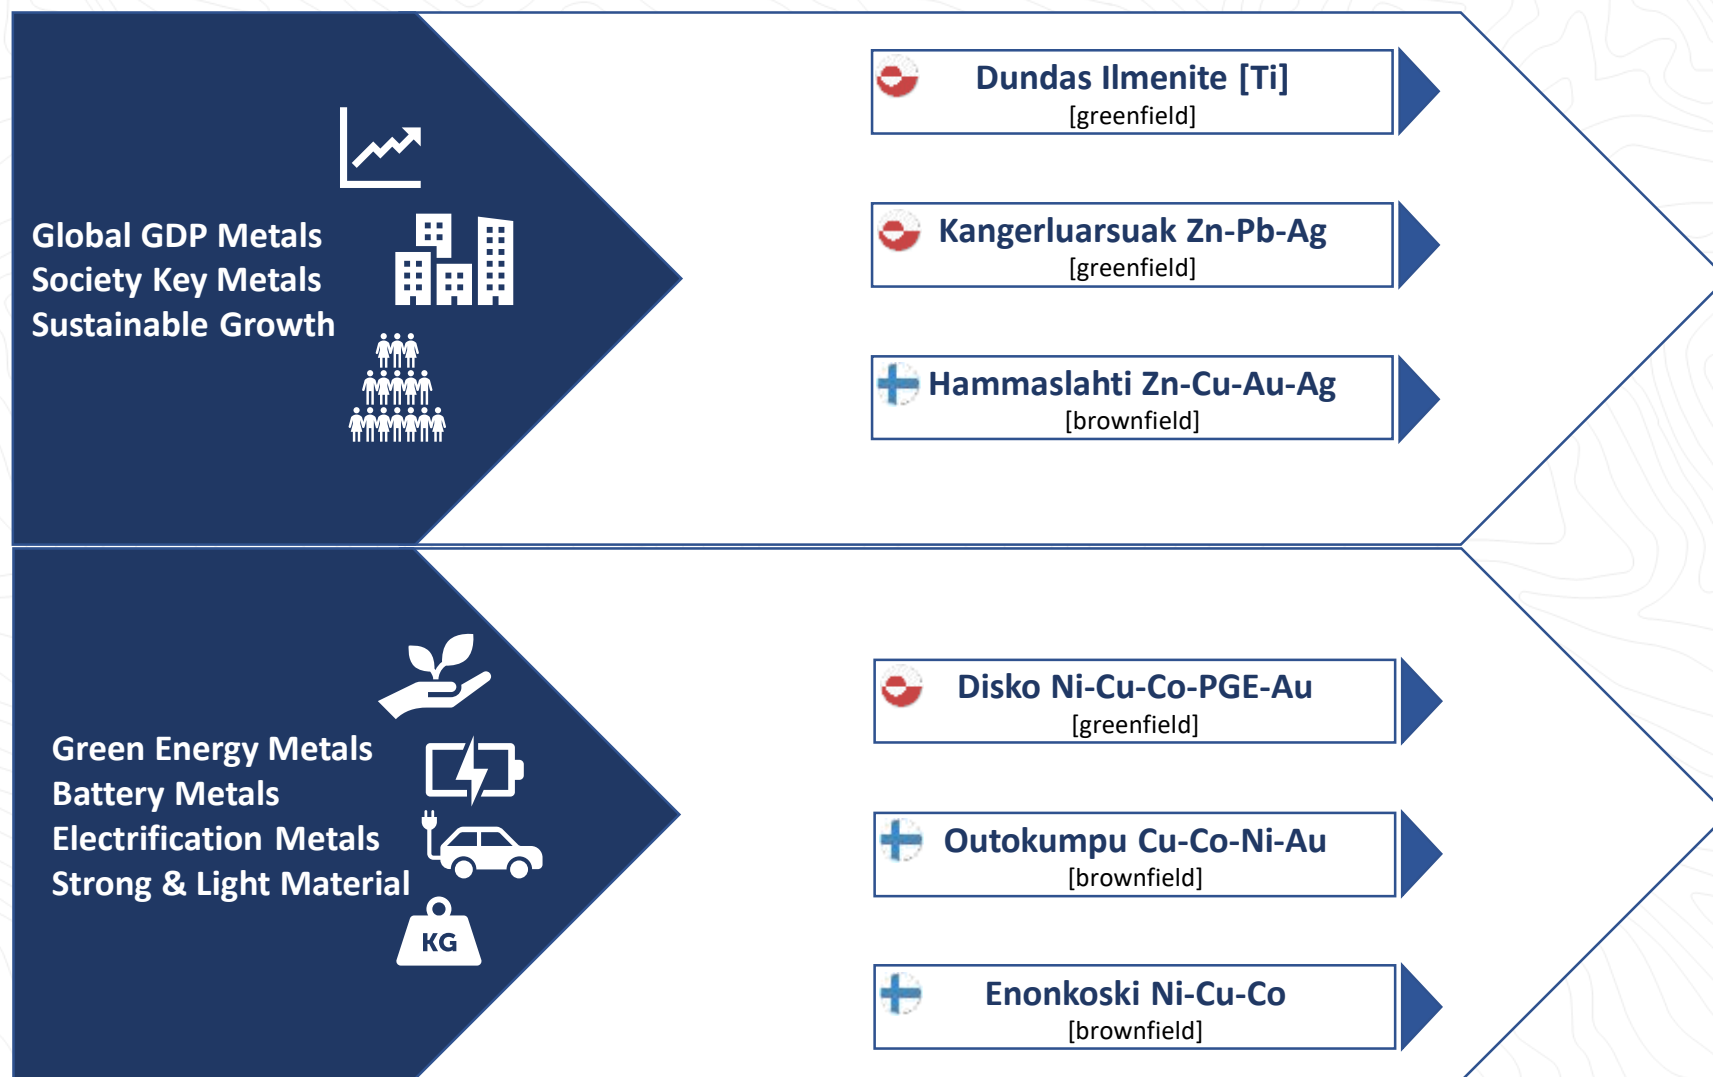 Global GDP Metals
Society Key Metals
Sustainable Growth
Dundas Ilmenite [Ti]
[greenfield]
Kangerluarsuak Zn-Pb-Ag
[greenfield]
Hammaslahti Zn-Cu-Au-Ag
[brownfield]
Green Energy Metals
Battery Metals
Electrification Metals
Strong & Light Material
KG
Disko Ni-Cu-Co-PGE-Au
[greenfield]
Outokumpu Cu-Co-Ni-Au
[brownfield]
Enonkoski Ni-Cu-Co
[brownfield]